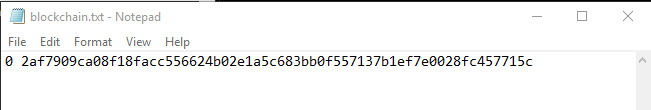 blockchain.txt - Notepad
File Edit Format View Help
0 2af7909ca08f18facc556624b02e1a5c683bb0f557137b1ef7e0028fc457715c